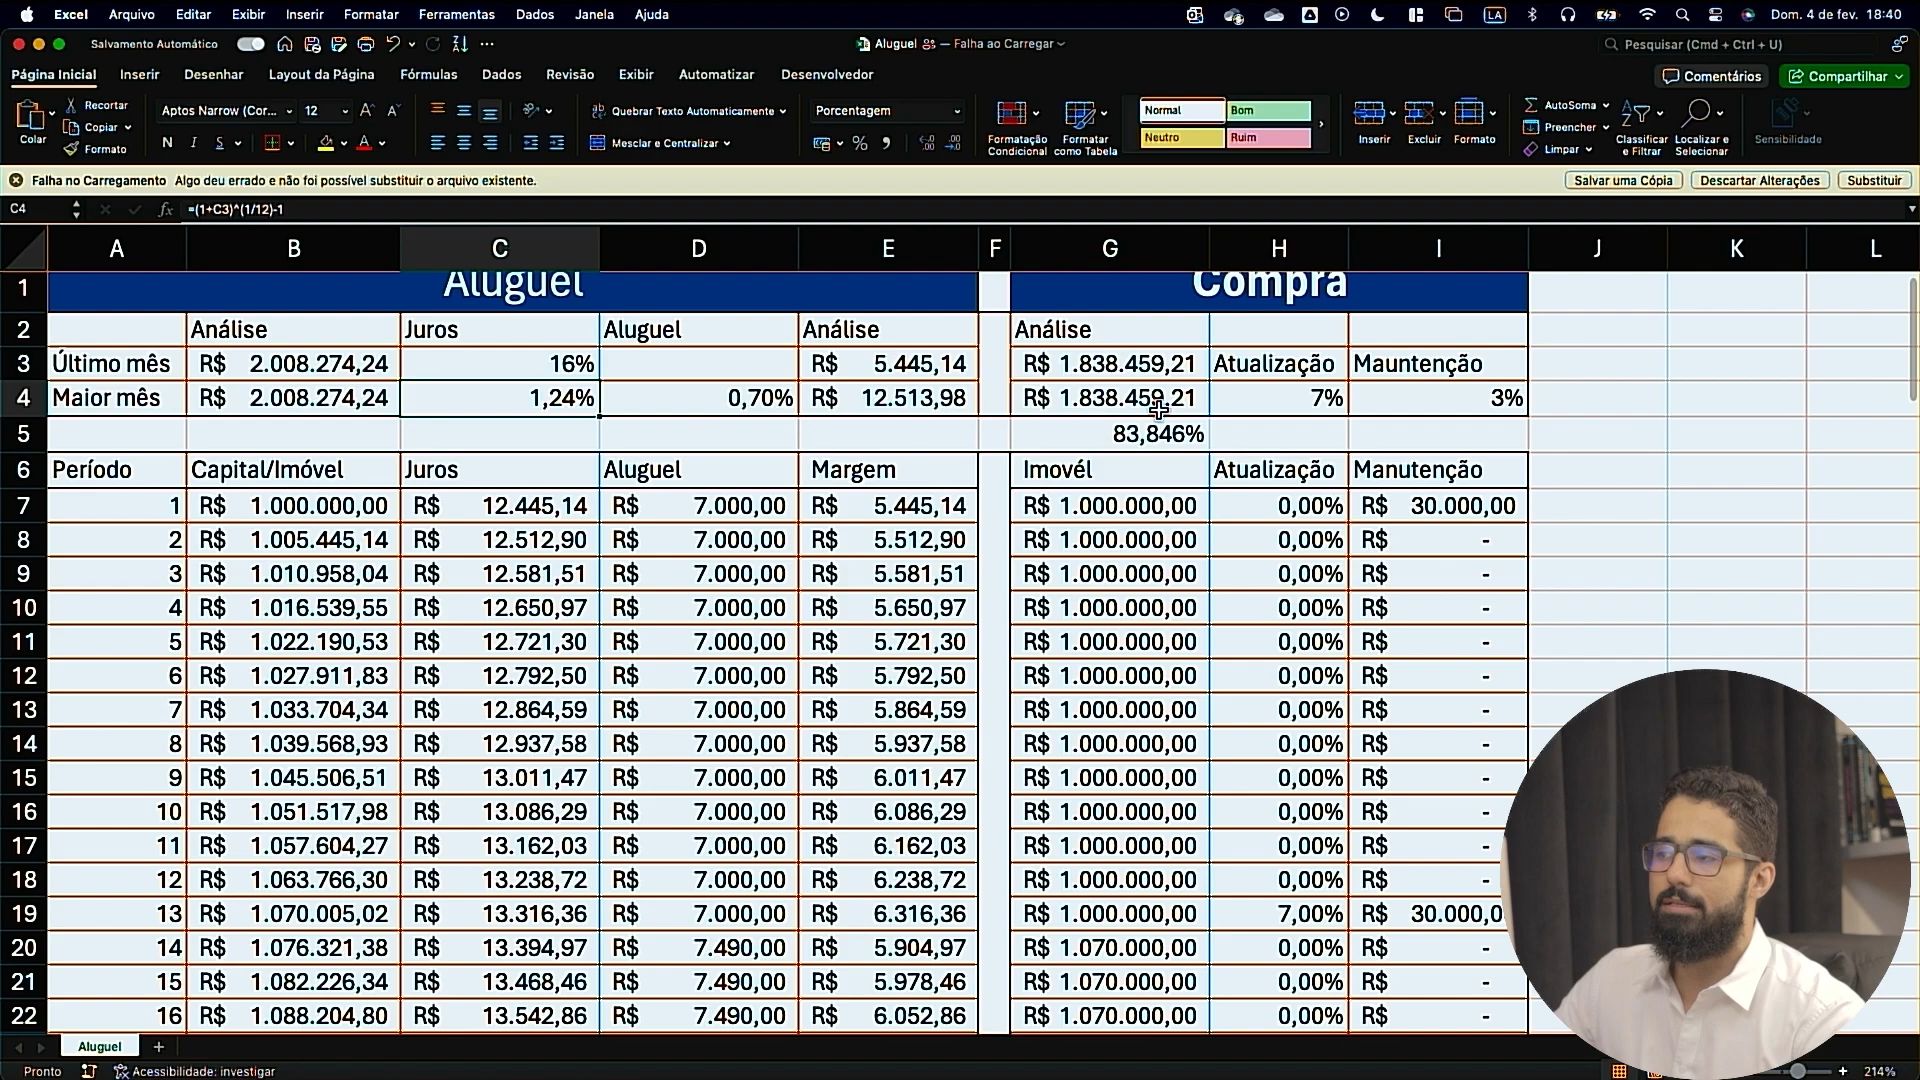 Excel Arquivo Editar Exibir Inserir Formatar Ferramentas Dados Janela Ajuda LA Dom. 4 de fev. 18:40
Salvamento Automático Aluguel — Falha ao Carregar Pesquisar (Cmd + Ctrl + U)
Página Inicial Inserir Desenhar Layout da Página Fórmulas Dados Revisão Exibir Automatizar Desenvolvedor Comentários Compartilhar
Colar Recortar Copiar Formato
Aptos Narrow (Cor... 12
N I S
Quebrar Texto Automaticamente
Mesclar e Centralizar
Porcentagem
Formatação Condicional
Formatar como Tabela
Normal Bom
Neutro Ruim
Inserir Excluir Formato
AutoSoma
Preencher
Limpar
Classificar e Filtrar
Localizar e Selecionar
Sensibilidade
Falha no Carregamento Algo deu errado e não foi possível substituir o arquivo existente. Salvar uma Cópia Descartar Alterações Substituir
C4 fx =(1+C3)^(1/12)-1
A B C D E F G H I J K L
1 Aluguel Compra
2 Análise Juros Aluguel Análise Análise
3 Último mês R$ 2.008.274,24 16% R$ 5.445,14 R$ 1.838.459,21 Atualização Mauntenção
4 Maior mês R$ 2.008.274,24 1,24% 0,70% R$ 12.513,98 R$ 1.838.459,21 7% 3%
5 83,846%
6 Período Capital/Imóvel Juros Aluguel Margem Imovél Atualização Manutenção
7 1 R$ 1.000.000,00 R$ 12.445,14 R$ 7.000,00 R$ 5.445,14 R$ 1.000.000,00 0,00% R$ 30.000,00
8 2 R$ 1.005.445,14 R$ 12.512,90 R$ 7.000,00 R$ 5.512,90 R$ 1.000.000,00 0,00% R$ -
9 3 R$ 1.010.958,04 R$ 12.581,51 R$ 7.000,00 R$ 5.581,51 R$ 1.000.000,00 0,00% R$ -
10 4 R$ 1.016.539,55 R$ 12.650,97 R$ 7.000,00 R$ 5.650,97 R$ 1.000.000,00 0,00% R$ -
11 5 R$ 1.022.190,53 R$ 12.721,30 R$ 7.000,00 R$ 5.721,30 R$ 1.000.000,00 0,00% R$ -
12 6 R$ 1.027.911,83 R$ 12.792,50 R$ 7.000,00 R$ 5.792,50 R$ 1.000.000,00 0,00% R$ -
13 7 R$ 1.033.704,34 R$ 12.864,59 R$ 7.000,00 R$ 5.864,59 R$ 1.000.000,00 0,00% R$ -
14 8 R$ 1.039.568,93 R$ 12.937,58 R$ 7.000,00 R$ 5.937,58 R$ 1.000.000,00 0,00% R$ -
15 9 R$ 1.045.506,51 R$ 13.011,47 R$ 7.000,00 R$ 6.011,47 R$ 1.000.000,00 0,00% R$ -
16 10 R$ 1.051.517,98 R$ 13.086,29 R$ 7.000,00 R$ 6.086,29 R$ 1.000.000,00 0,00% R$ -
17 11 R$ 1.057.604,27 R$ 13.162,03 R$ 7.000,00 R$ 6.162,03 R$ 1.000.000,00 0,00% R$ -
18 12 R$ 1.063.766,30 R$ 13.238,72 R$ 7.000,00 R$ 6.238,72 R$ 1.000.000,00 0,00% R$ -
19 13 R$ 1.070.005,02 R$ 13.316,36 R$ 7.000,00 R$ 6.316,36 R$ 1.000.000,00 7,00% R$ 30.000,0
20 14 R$ 1.076.321,38 R$ 13.394,97 R$ 7.490,00 R$ 5.904,97 R$ 1.070.000,00 0,00% R$ -
21 15 R$ 1.082.226,34 R$ 13.468,46 R$ 7.490,00 R$ 5.978,46 R$ 1.070.000,00 0,00% R$ -
22 16 R$ 1.088.204,80 R$ 13.542,86 R$ 7.490,00 R$ 6.052,86 R$ 1.070.000,00 0,00% R$ -
Aluguel +
Pronto Acessibilidade: investigar + 214%